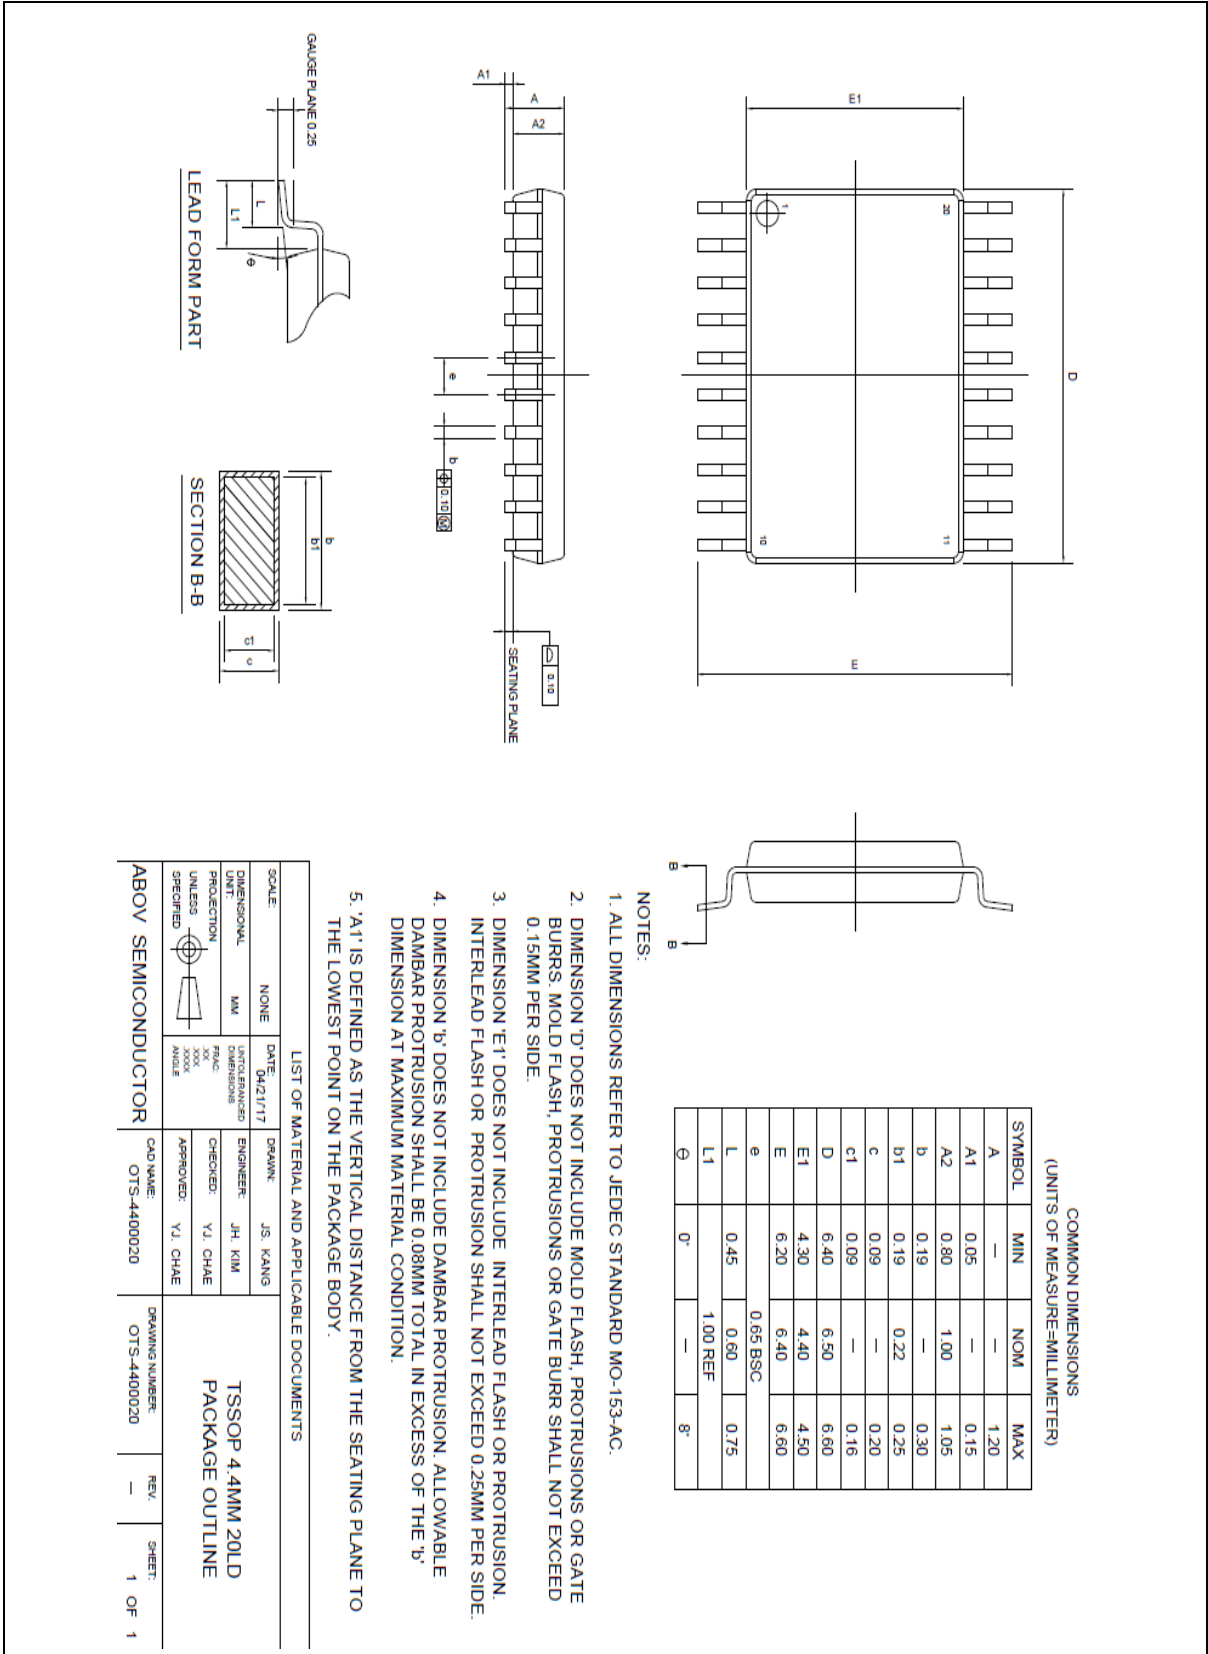 COMMON DIMENSIONS
(UNITS OF MEASURE=MILLIMETER)
SYMBOL MIN NOM MAX
A — — 1.20
A1 0.05 — 0.15
A2 0.80 1.00 1.05
b 0.19 — 0.30
b1 0.19 0.22 0.25
c 0.09 — 0.20
c1 0.09 — 0.16
D 6.40 6.50 6.60
E1 4.30 4.40 4.50
E 6.20 6.40 6.60
e 0.65 BSC
L 0.45 0.60 0.75
L1 1.00 REF
Θ 0° — 8°
D
E1
20
11
1
10
E
A
A2
A1
e
b
⌖ 0.10 Ⓜ
0.10
SEATING PLANE
B
B
GAUGE PLANE 0.25
L
L1
Θ
LEAD FORM PART
b
b1
c1
c
SECTION B-B
NOTES:
1. ALL DIMENSIONS REFER TO JEDEC STANDARD MO-153-AC.
2. DIMENSION 'D' DOES NOT INCLUDE MOLD FLASH, PROTRUSIONS OR GATE
BURRS. MOLD FLASH, PROTRUSIONS OR GATE BURR SHALL NOT EXCEED
0.15MM PER SIDE.
3. DIMENSION 'E1' DOES NOT INCLUDE INTERLEAD FLASH OR PROTRUSION.
INTERLEAD FLASH OR PROTRUSION SHALL NOT EXCEED 0.25MM PER SIDE.
4. DIMENSION 'b' DOES NOT INCLUDE DAMBAR PROTRUSION. ALLOWABLE
DAMBAR PROTRUSION SHALL BE 0.08MM TOTAL IN EXCESS OF THE 'b'
DIMENSION AT MAXIMUM MATERIAL CONDITION.
5. 'A1' IS DEFINED AS THE VERTICAL DISTANCE FROM THE SEATING PLANE TO
THE LOWEST POINT ON THE PACKAGE BODY.
LIST OF MATERIAL AND APPLICABLE DOCUMENTS
SCALE: NONE
DIMENSIONAL
UNIT: MM
PROJECTION
UNLESS
SPECIFIED
DATE: 04/21/17
UNTOLERANCED
DIMENSIONS
FRAC:
.XX
.XXX
.XXXX
ANGLE
DRAWN: JS. KANG
ENGINEER: JH. KIM
CHECKED: YJ. CHAE
APPROVED: YJ. CHAE
TSSOP 4.4MM 20LD
PACKAGE OUTLINE
ABOV SEMICONDUCTOR
CAD NAME:
OTS-4400020
DRAWING NUMBER:
OTS-4400020
REV.
—
SHEET:
1 OF 1